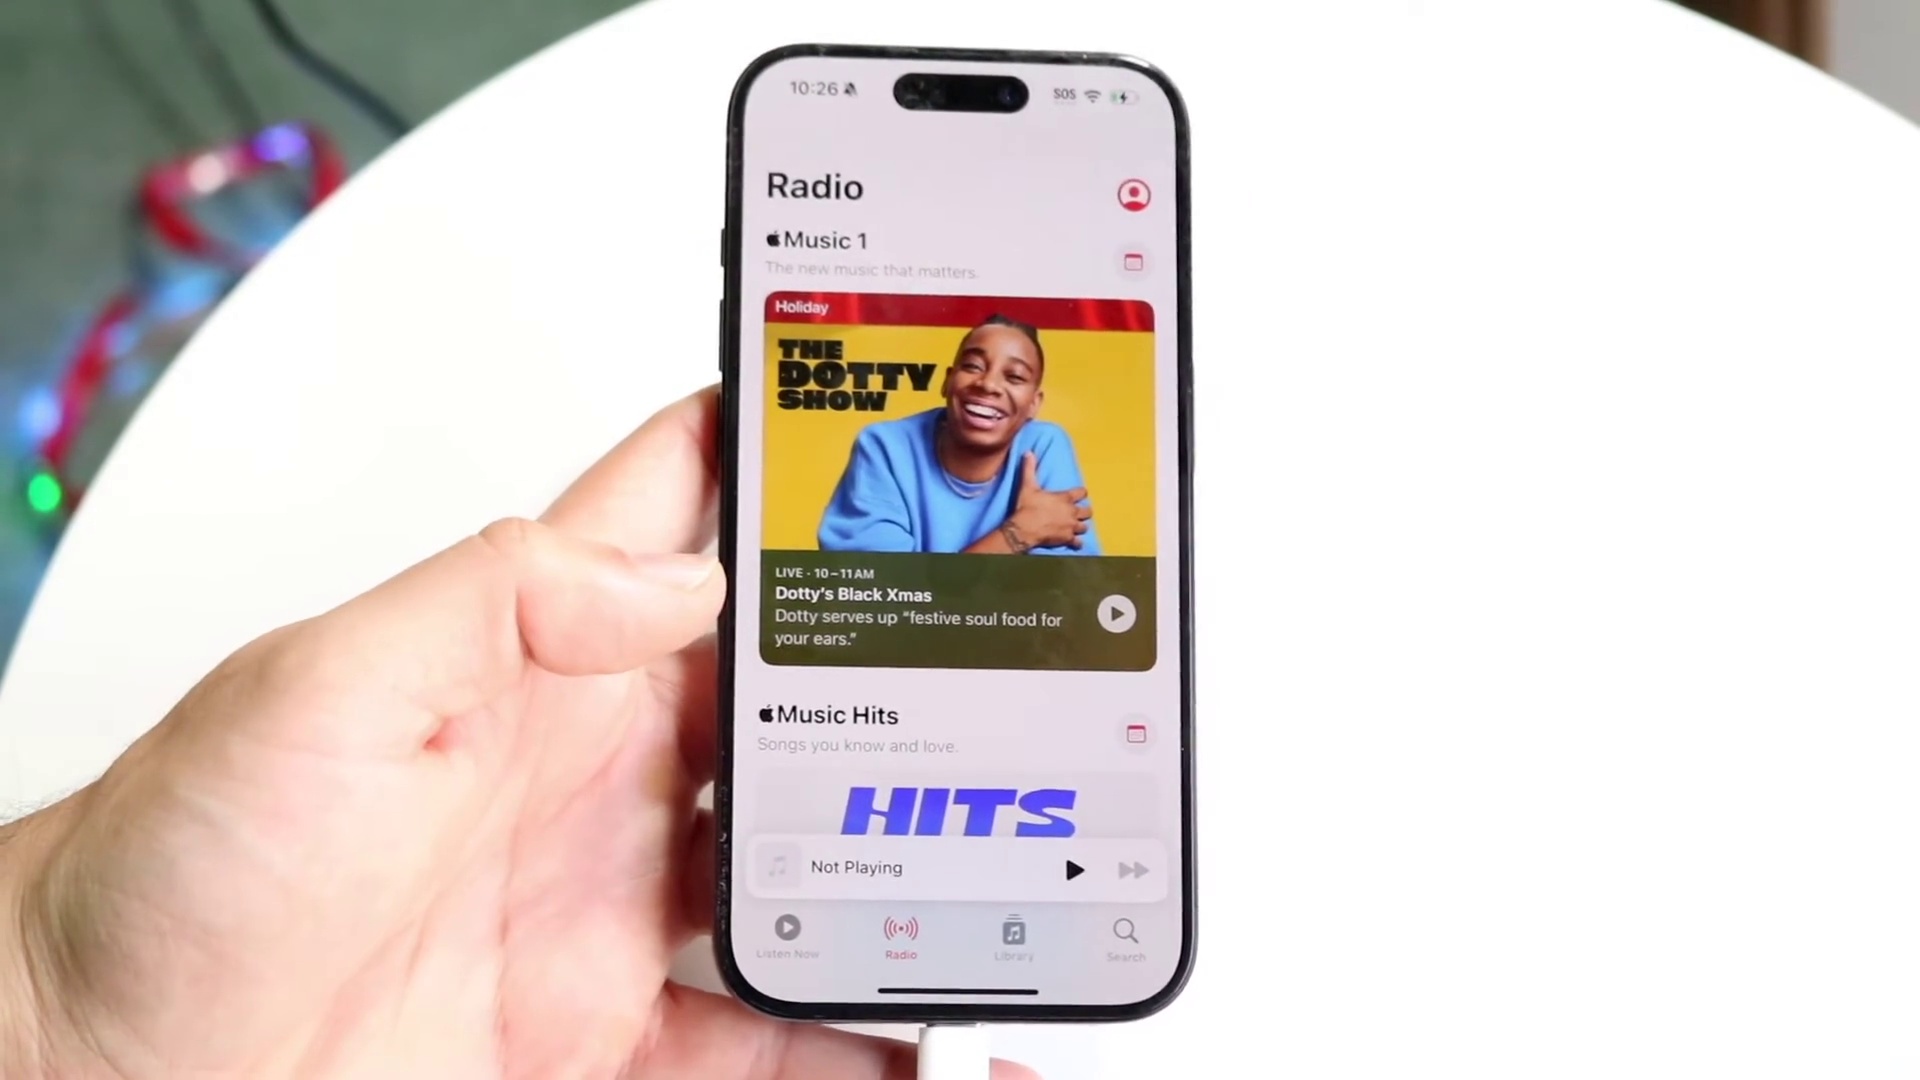 10:26
SOS
Radio
Music 1
The new music that matters.
Holiday
THE
DOTTY
SHOW
LIVE · 10–11 AM
Dotty's Black Xmas
Dotty serves up "festive soul food for
your ears."
Music Hits
Songs you know and love.
HITS
Not Playing
Listen Now
Radio
Library
Search